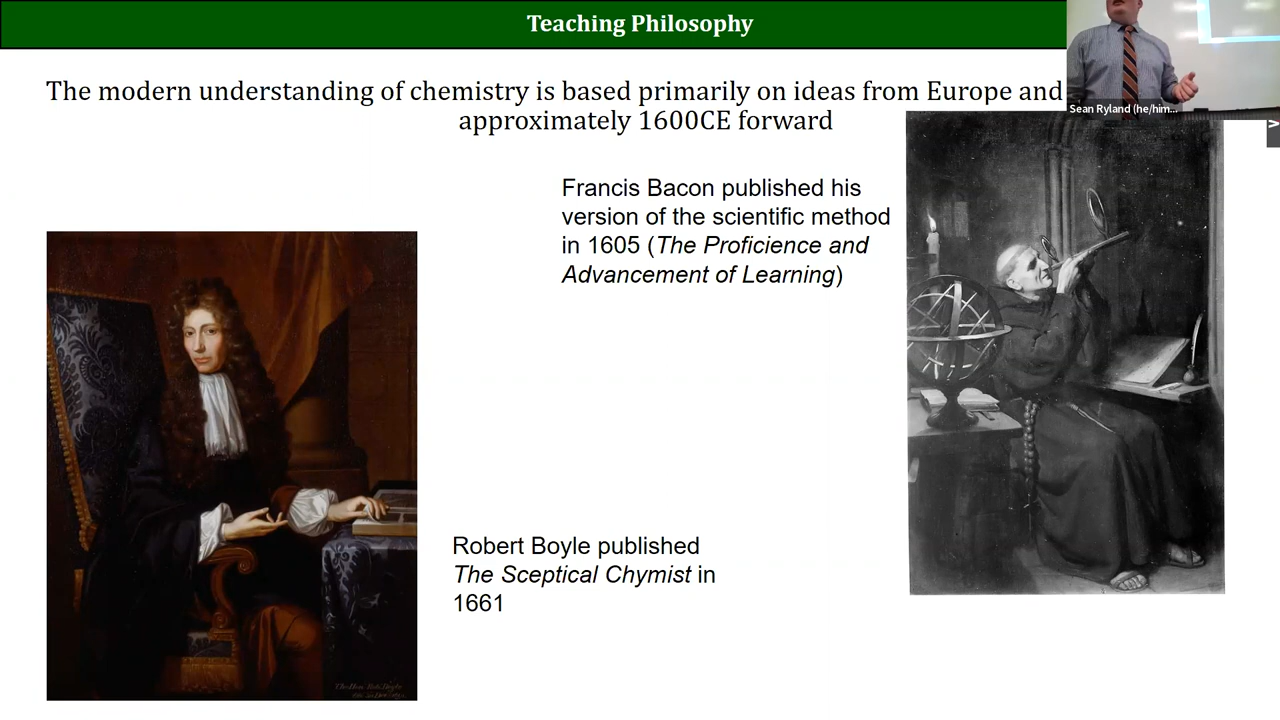 Teaching Philosophy
The modern understanding of chemistry is based primarily on ideas from Europe and
approximately 1600CE forward
Sean Ryland (he/him...
Francis Bacon published his
version of the scientific method
in 1605 (The Proficience and
Advancement of Learning)
Robert Boyle published
The Sceptical Chymist in
1661